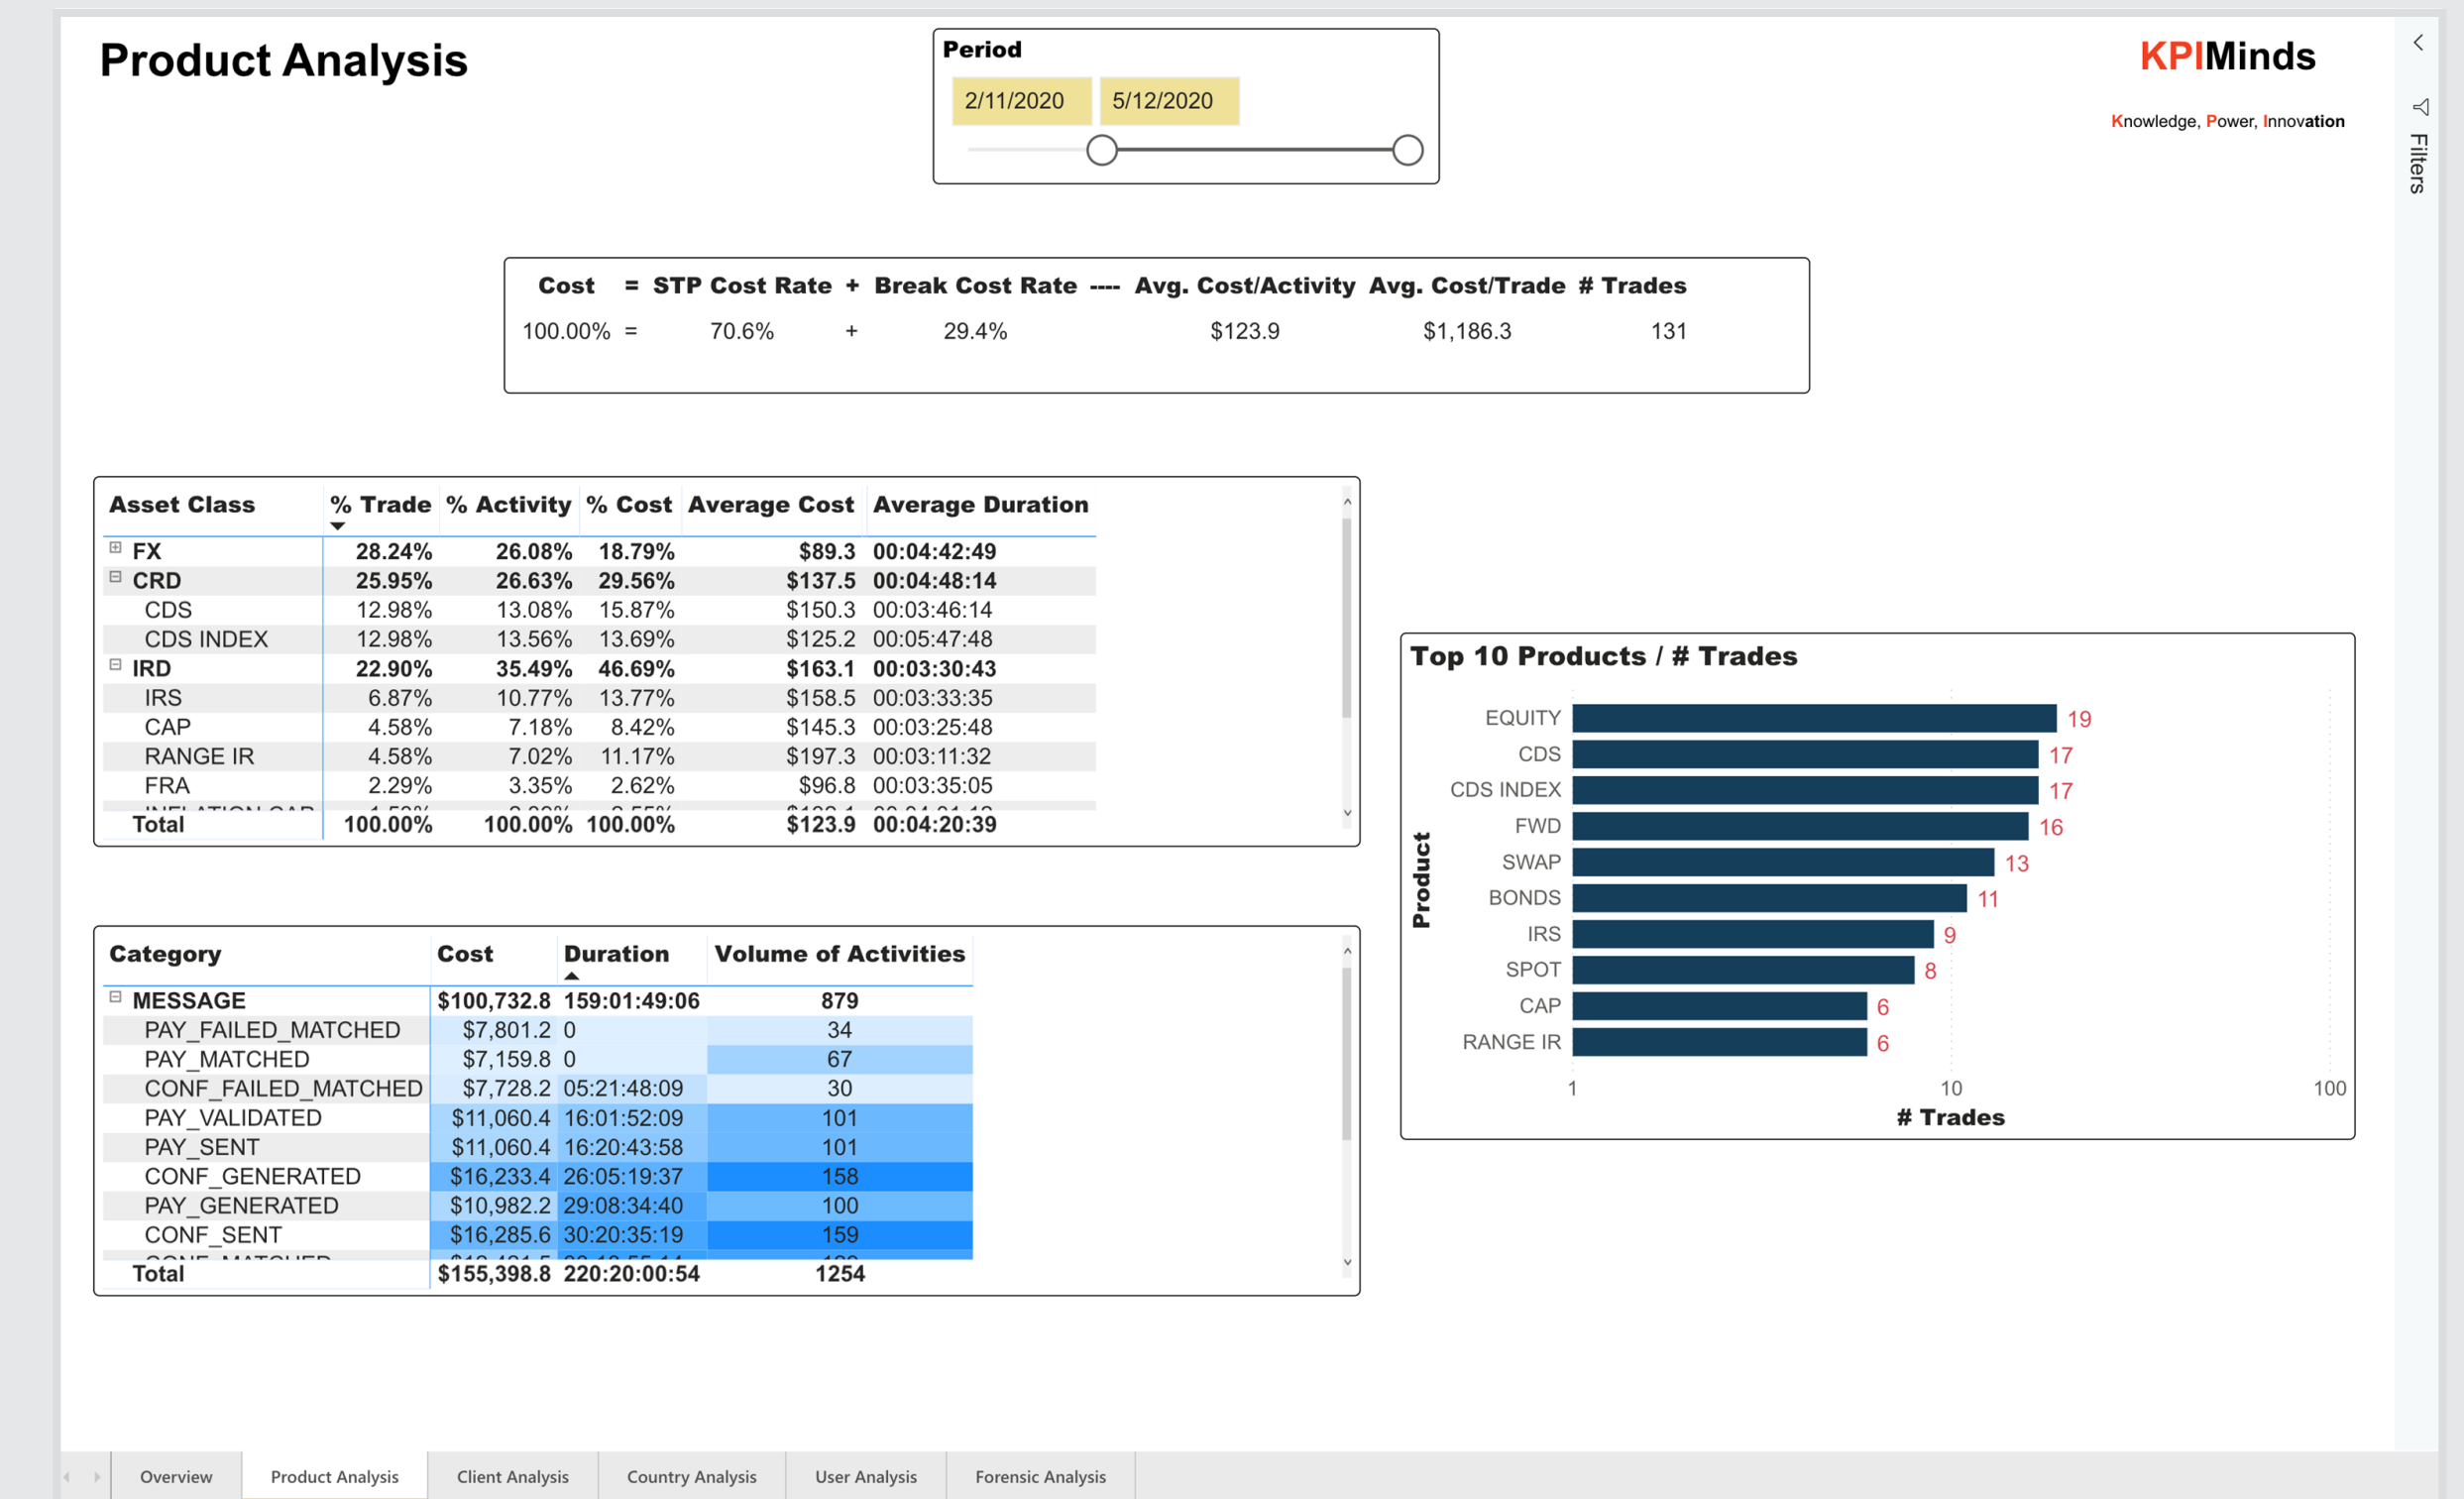 Product Analysis
Period
2/11/2020 5/12/2020
KPIMinds
Knowledge, Power, Innovation
Filters
Cost = STP Cost Rate + Break Cost Rate ---- Avg. Cost/Activity Avg. Cost/Trade # Trades
100.00% = 70.6% + 29.4% $123.9 $1,186.3 131
Asset Class % Trade % Activity % Cost Average Cost Average Duration
FX 28.24% 26.08% 18.79% $89.3 00:04:42:49
CRD 25.95% 26.63% 29.56% $137.5 00:04:48:14
CDS 12.98% 13.08% 15.87% $150.3 00:03:46:14
CDS INDEX 12.98% 13.56% 13.69% $125.2 00:05:47:48
IRD 22.90% 35.49% 46.69% $163.1 00:03:30:43
IRS 6.87% 10.77% 13.77% $158.5 00:03:33:35
CAP 4.58% 7.18% 8.42% $145.3 00:03:25:48
RANGE IR 4.58% 7.02% 11.17% $197.3 00:03:11:32
FRA 2.29% 3.35% 2.62% $96.8 00:03:35:05
Total 100.00% 100.00% 100.00% $123.9 00:04:20:39
Category Cost Duration Volume of Activities
MESSAGE $100,732.8 159:01:49:06 879
PAY_FAILED_MATCHED $7,801.2 0 34
PAY_MATCHED $7,159.8 0 67
CONF_FAILED_MATCHED $7,728.2 05:21:48:09 30
PAY_VALIDATED $11,060.4 16:01:52:09 101
PAY_SENT $11,060.4 16:20:43:58 101
CONF_GENERATED $16,233.4 26:05:19:37 158
PAY_GENERATED $10,982.2 29:08:34:40 100
CONF_SENT $16,285.6 30:20:35:19 159
Total $155,398.8 220:20:00:54 1254
Top 10 Products / # Trades
Product
EQUITY 19
CDS 17
CDS INDEX 17
FWD 16
SWAP 13
BONDS 11
IRS 9
SPOT 8
CAP 6
RANGE IR 6
1 10 100
# Trades
Overview Product Analysis Client Analysis Country Analysis User Analysis Forensic Analysis